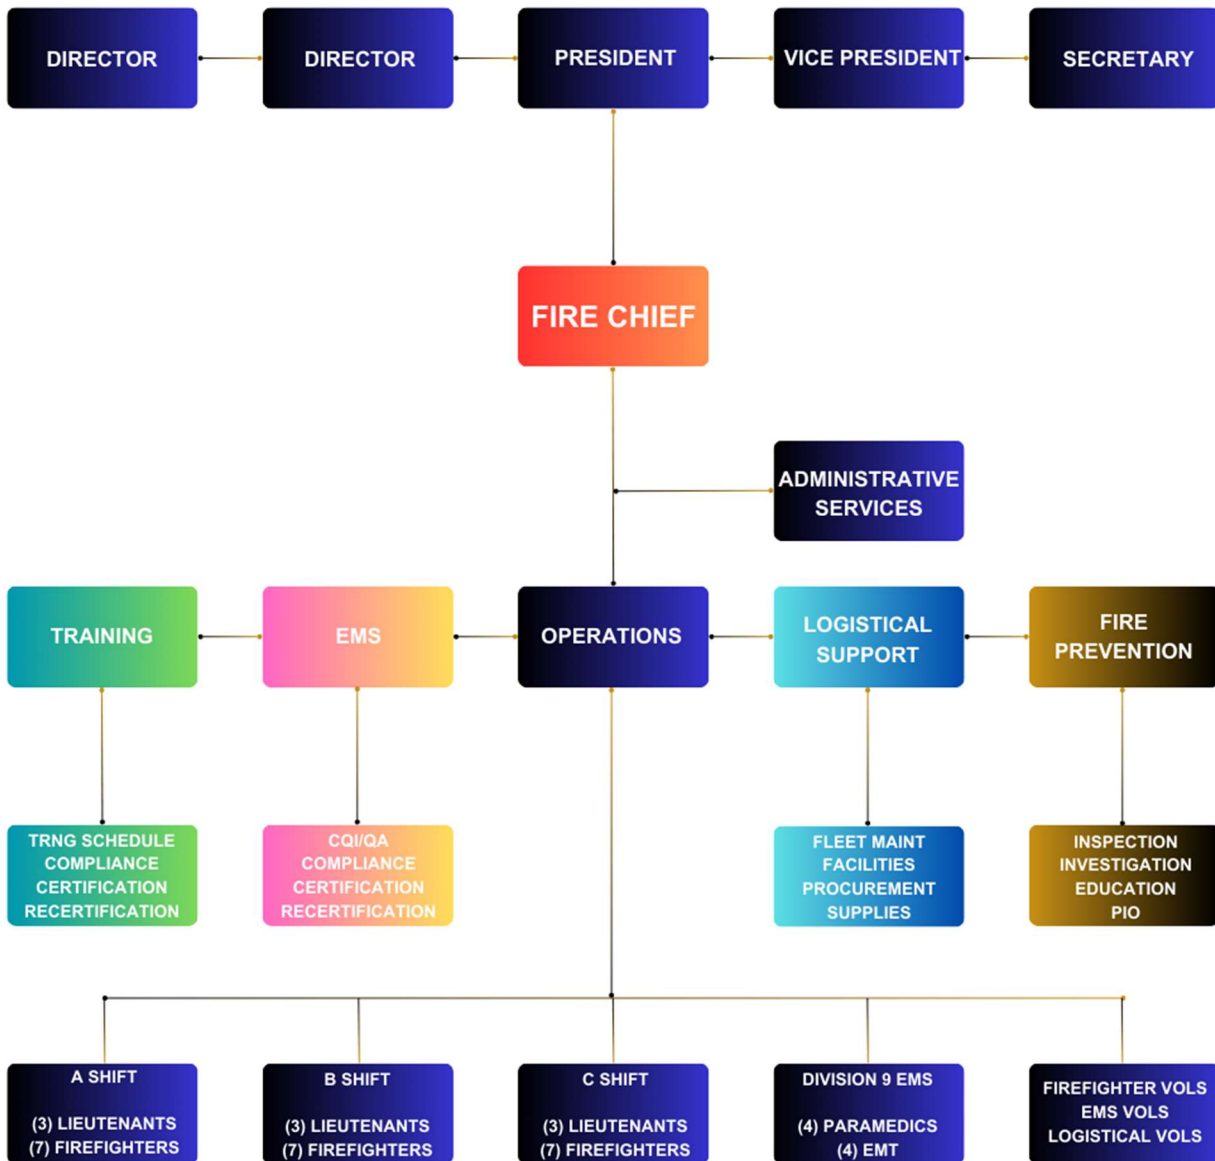 DIRECTOR
DIRECTOR
PRESIDENT
VICE PRESIDENT
SECRETARY
FIRE CHIEF
ADMINISTRATIVE
SERVICES
TRAINING
EMS
OPERATIONS
LOGISTICAL
SUPPORT
FIRE
PREVENTION
TRNG SCHEDULE
COMPLIANCE
CERTIFICATION
RECERTIFICATION
CQI/QA
COMPLIANCE
CERTIFICATION
RECERTIFICATION
FLEET MAINT
FACILITIES
PROCUREMENT
SUPPLIES
INSPECTION
INVESTIGATION
EDUCATION
PIO
A SHIFT
(3) LIEUTENANTS
(7) FIREFIGHTERS
B SHIFT
(3) LIEUTENANTS
(7) FIREFIGHTERS
C SHIFT
(3) LIEUTENANTS
(7) FIREFIGHTERS
DIVISION 9 EMS
(4) PARAMEDICS
(4) EMT
FIREFIGHTER VOLS
EMS VOLS
LOGISTICAL VOLS